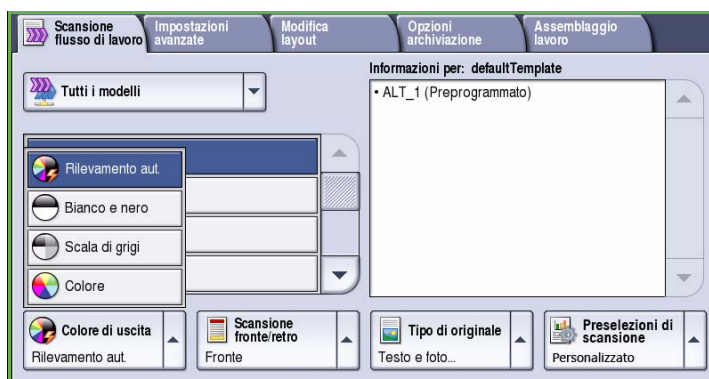 Scansione
flusso di lavoro
Impostazioni
avanzate
Modifica
layout
Opzioni
archiviazione
Assemblaggio
lavoro
Tutti i modelli
Informazioni per: defaultTemplate
• ALT_1 (Preprogrammato)
Rilevamento aut.
Bianco e nero
Scala di grigi
Colore
Colore di uscita
Rilevamento aut.
Scansione
fronte/retro
Fronte
Tipo di originale
Testo e foto...
Preselezioni di
scansione
Personalizzato